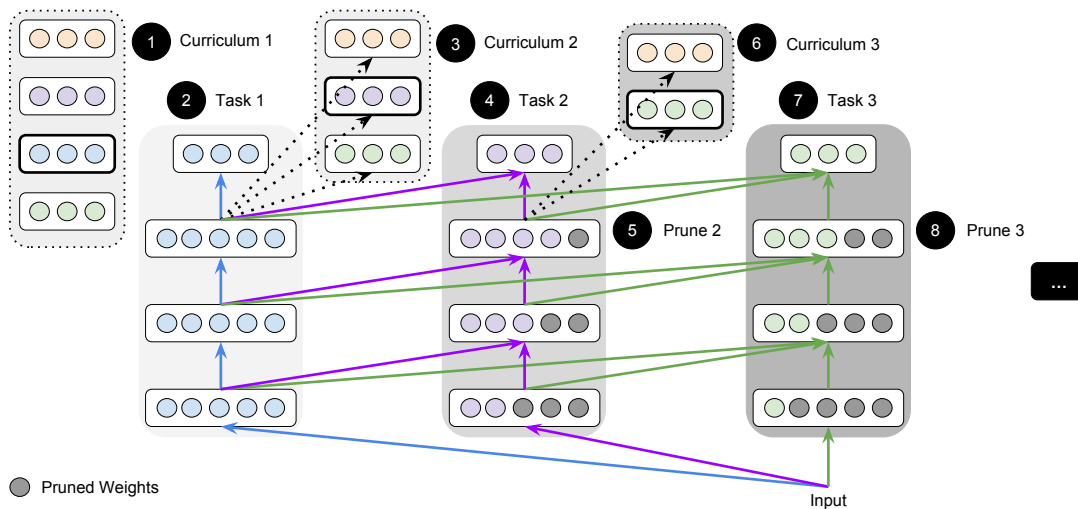 1 Curriculum 1
3 Curriculum 2
6 Curriculum 3
2 Task 1
4 Task 2
7 Task 3
5 Prune 2
8 Prune 3
...
Pruned Weights
Input